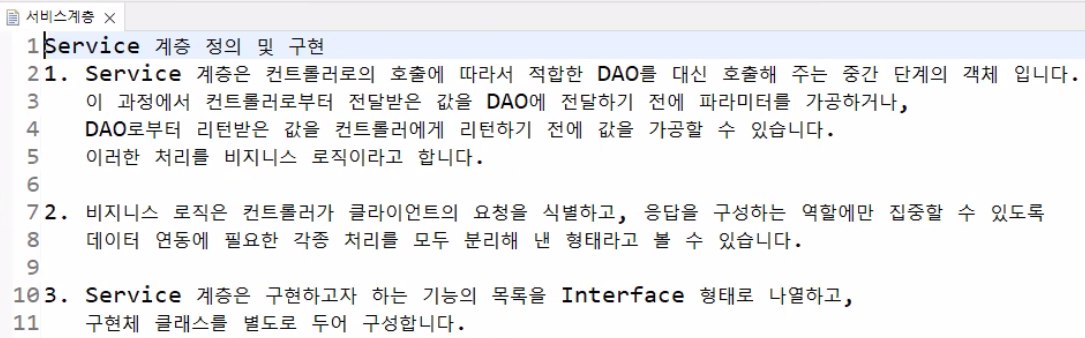 서비스계층
1 Service 계층 정의 및 구현
2 1. Service 계층은 컨트롤러로의 호출에 따라서 적합한 DAO를 대신 호출해 주는 중간 단계의 객체 입니다.
3 이 과정에서 컨트롤러로부터 전달받은 값을 DAO에 전달하기 전에 파라미터를 가공하거나,
4 DAO로부터 리턴받은 값을 컨트롤러에게 리턴하기 전에 값을 가공할 수 있습니다.
5 이러한 처리를 비지니스 로직이라고 합니다.
6
7 2. 비지니스 로직은 컨트롤러가 클라이언트의 요청을 식별하고, 응답을 구성하는 역할에만 집중할 수 있도록
8 데이터 연동에 필요한 각종 처리를 모두 분리해 낸 형태라고 볼 수 있습니다.
9
10 3. Service 계층은 구현하고자 하는 기능의 목록을 Interface 형태로 나열하고,
11 구현체 클래스를 별도로 두어 구성합니다.